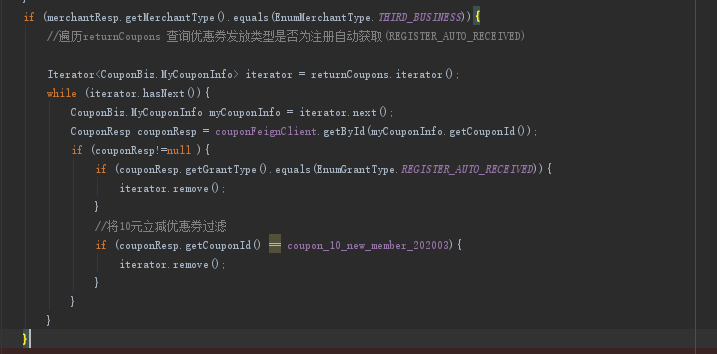 if (merchantResp.getMerchantType().equals(EnumMerchantType.THIRD_BUSINESS)){
//遍历returnCoupons 查询优惠券发放类型是否为注册自动获取(REGISTER_AUTO_RECEIVED)
Iterator<CouponBiz.MyCouponInfo> iterator = returnCoupons.iterator();
while (iterator.hasNext()){
CouponBiz.MyCouponInfo myCouponInfo = iterator.next();
CouponResp couponResp = couponFeignClient.getById(myCouponInfo.getCouponId());
if (couponResp!=null ){
if (couponResp.getGrantType().equals(EnumGrantType.REGISTER_AUTO_RECEIVED)){
iterator.remove();
}
//将10元立减优惠券过滤
if (couponResp.getCouponId() == coupon_10_new_member_202003){
iterator.remove();
}
}
}
}